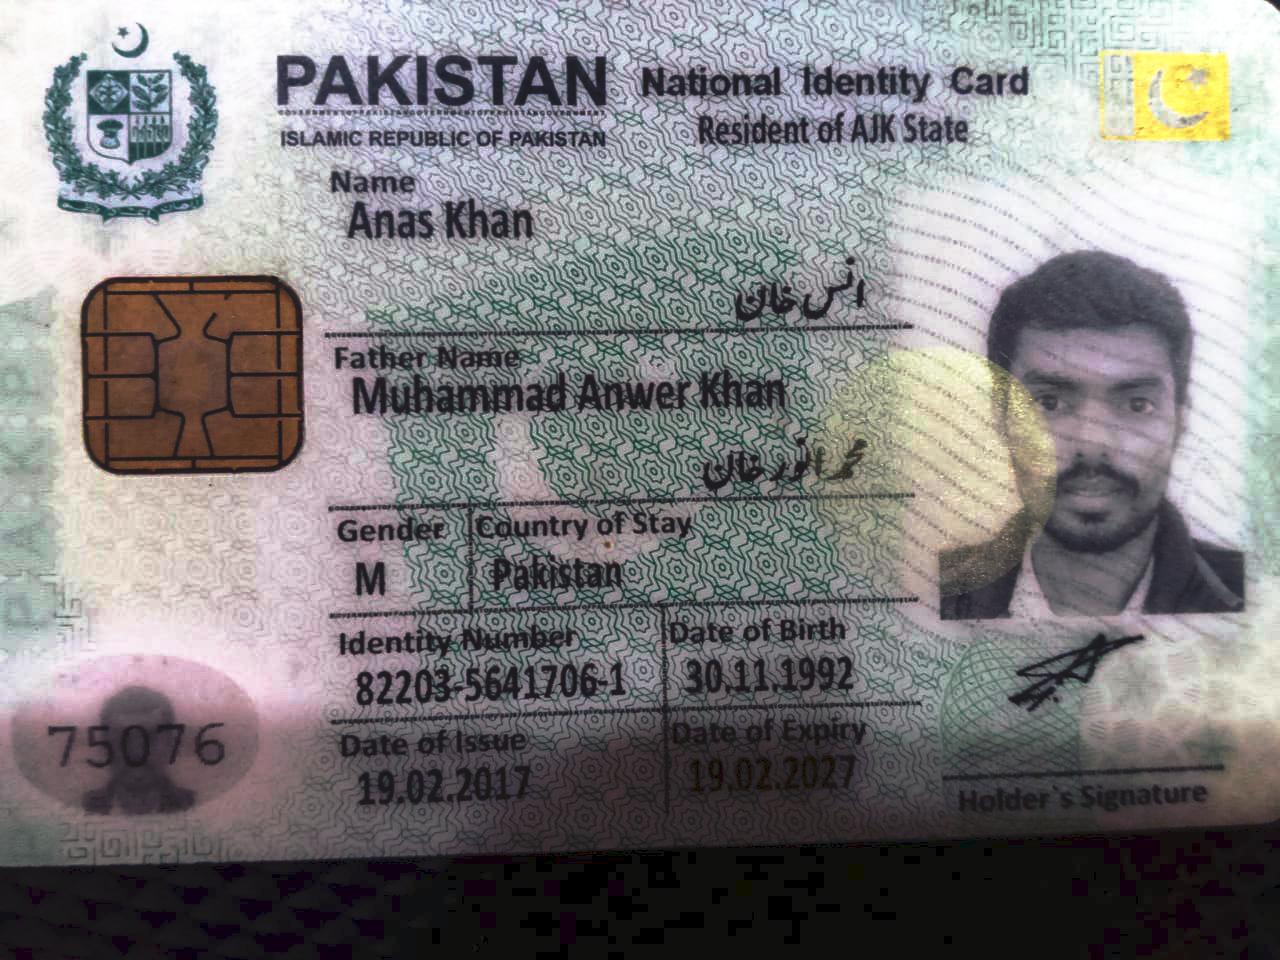 PAKISTAN National Identity Card
ISLAMIC REPUBLIC OF PAKISTAN Resident of AJK State
Name
Anas Khan
انس خان
Father Name
Muhammad Anwer Khan
محمد انور خان
Gender Country of Stay
M Pakistan
Identity Number Date of Birth
82203-5641706-1 30.11.1992
75076
Date of Issue Date of Expiry
19.02.2017 19.02.2027
Holder's Signature